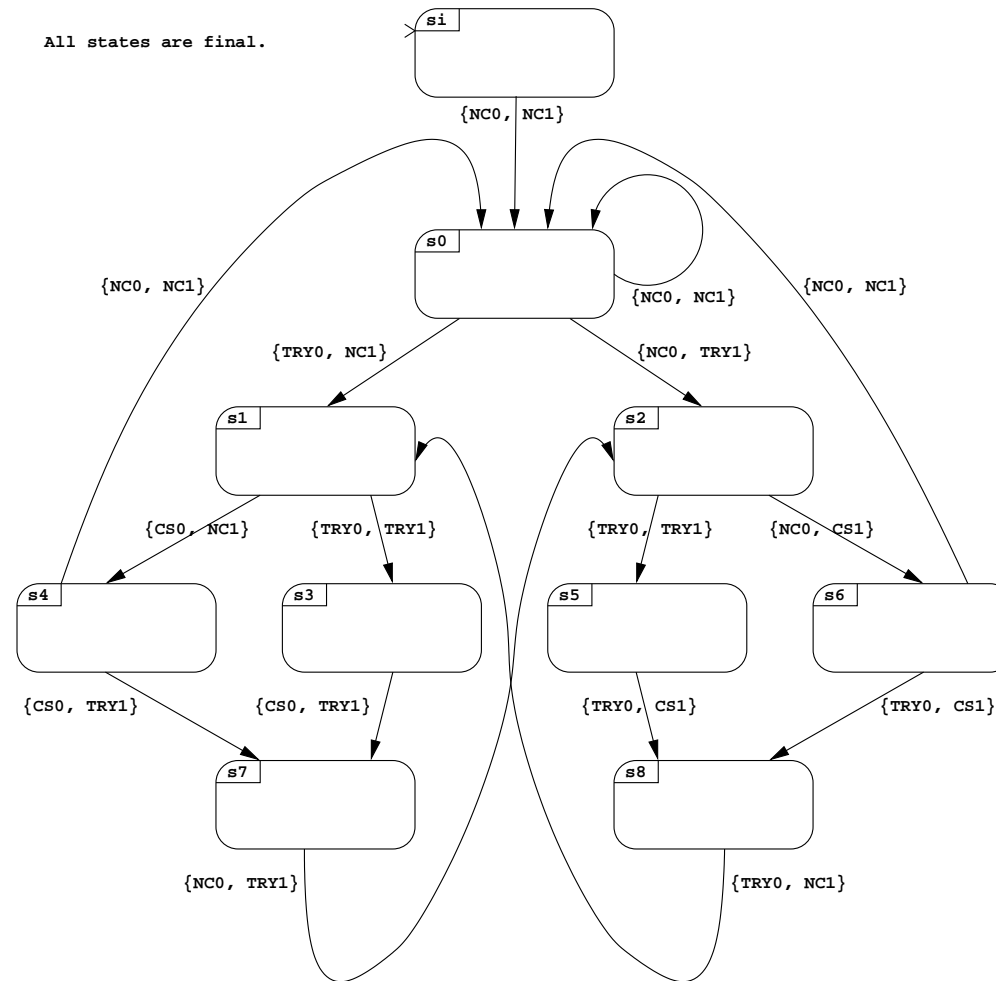 si
All states are final.
{NC0, NC1}
s0
{NC0, NC1}
{NC0, NC1}
{NC0, NC1}
{TRY0, NC1}
{NC0, TRY1}
s1
s2
{CS0, NC1}
{TRY0, TRY1}
{TRY0, TRY1}
{NC0, CS1}
s4
s3
s5
s6
{CS0, TRY1}
{CS0, TRY1}
{TRY0, CS1}
{TRY0, CS1}
s7
s8
{NC0, TRY1}
{TRY0, NC1}